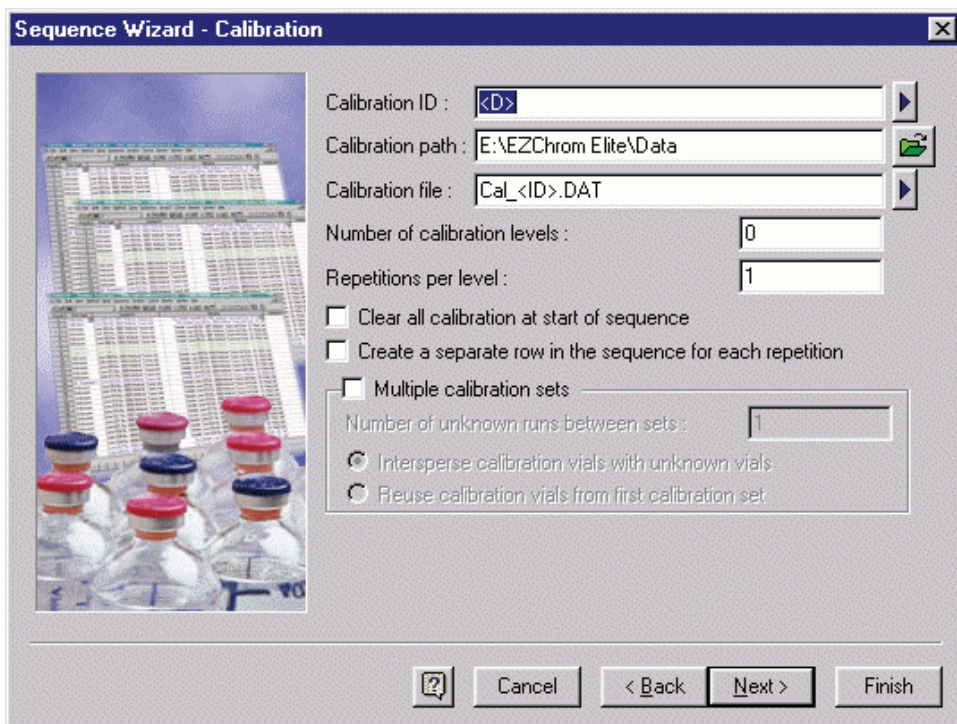 Sequence Wizard - Calibration
Calibration ID : <D>
Calibration path : E:\EZChrom Elite\Data
Calibration file : Cal_<ID>.DAT
Number of calibration levels : 0
Repetitions per level : 1
Clear all calibration at start of sequence
Create a separate row in the sequence for each repetition
Multiple calibration sets
Number of unknown runs between sets : 1
Intersperse calibration vials with unknown vials
Reuse calibration vials from first calibration set
Cancel
< Back
Next >
Finish